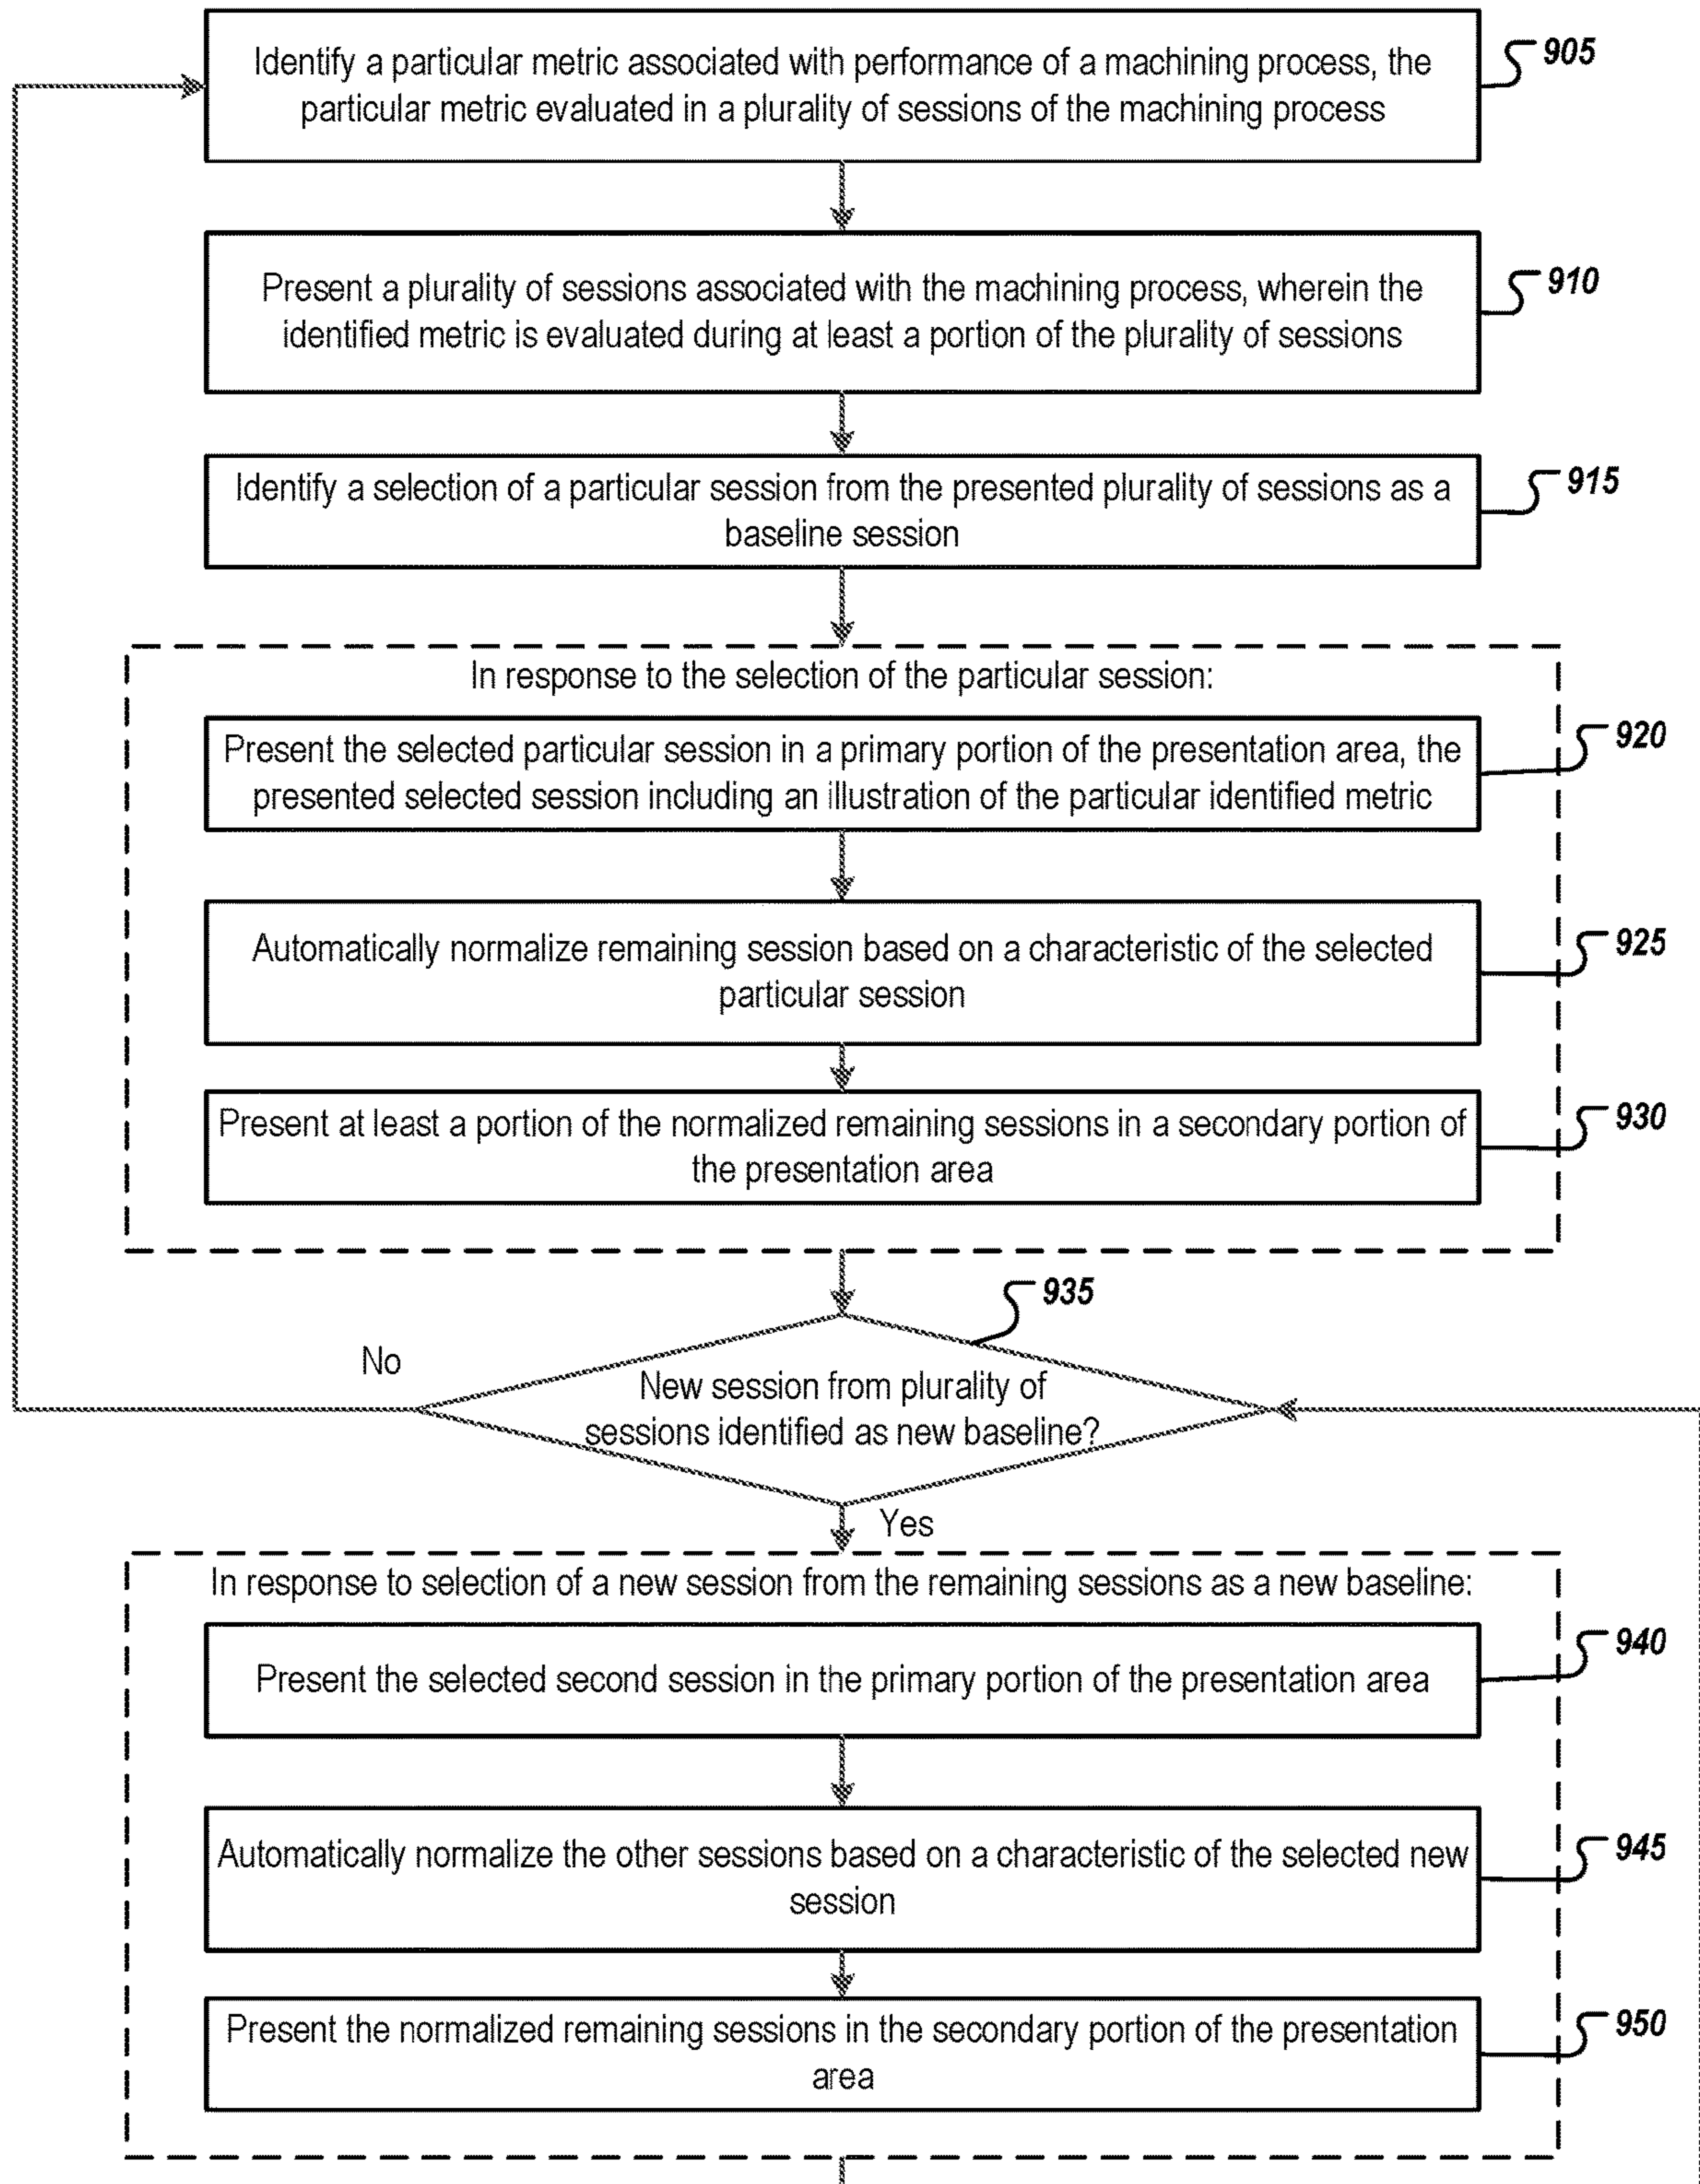 Identify a particular metric associated with performance of a machining process, the
particular metric evaluated in a plurality of sessions of the machining process
905
Present a plurality of sessions associated with the machining process, wherein the
identified metric is evaluated during at least a portion of the plurality of sessions
910
Identify a selection of a particular session from the presented plurality of sessions as a
baseline session
915
In response to the selection of the particular session:
Present the selected particular session in a primary portion of the presentation area, the
presented selected session including an illustration of the particular identified metric
920
Automatically normalize remaining session based on a characteristic of the selected
particular session
925
Present at least a portion of the normalized remaining sessions in a secondary portion of
the presentation area
930
935
No
New session from plurality of
sessions identified as new baseline?
Yes
In response to selection of a new session from the remaining sessions as a new baseline:
Present the selected second session in the primary portion of the presentation area
940
Automatically normalize the other sessions based on a characteristic of the selected new
session
945
Present the normalized remaining sessions in the secondary portion of the presentation
area
950